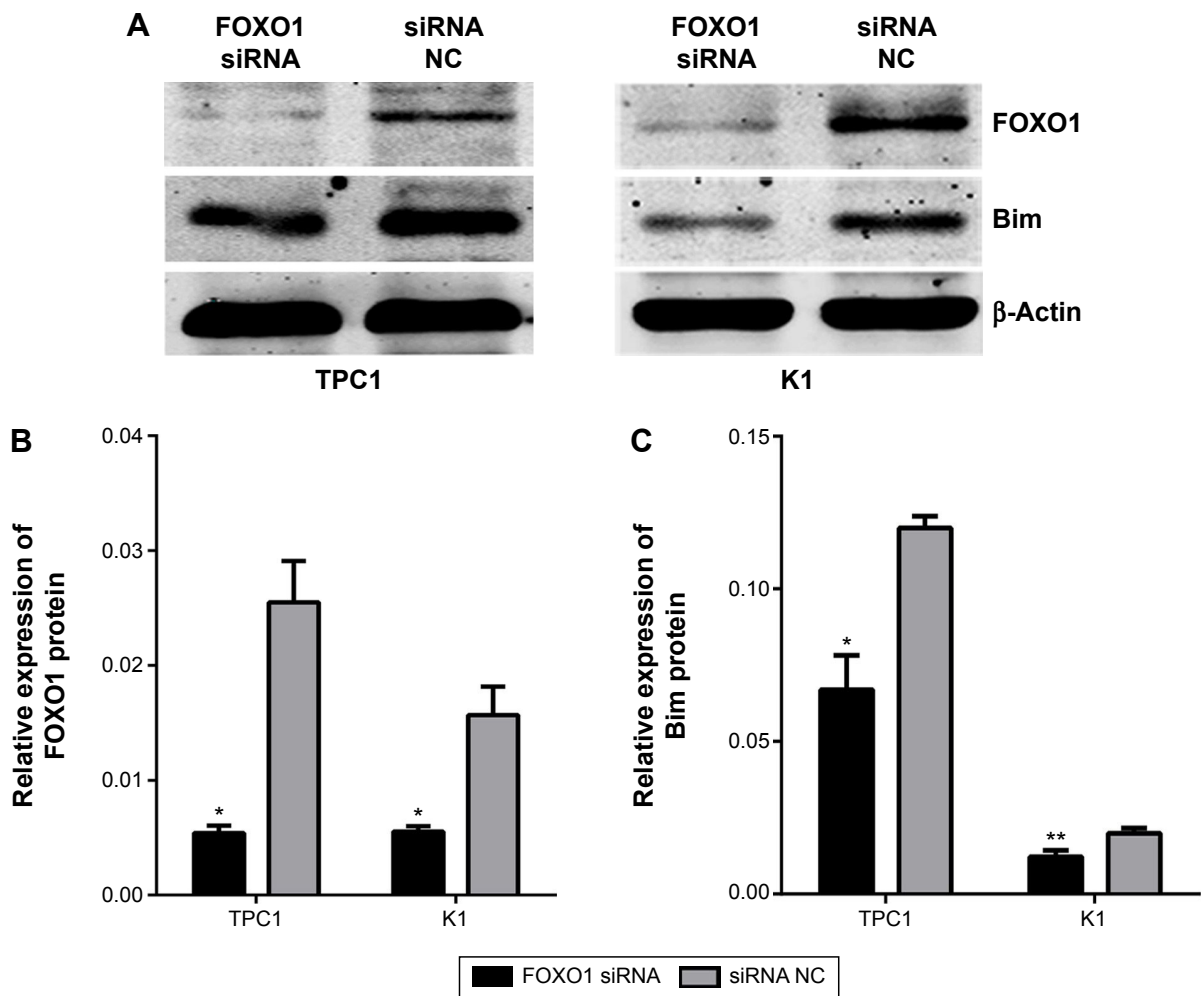 A
FOXO1 siRNA
siRNA NC
FOXO1 siRNA
siRNA NC
FOXO1
Bim
β-Actin
TPC1
K1
B
Relative expression of
FOXO1 protein
0.04
0.03
0.02
0.01
0.00
*
*
TPC1
K1
C
Relative expression of
Bim protein
0.15
0.10
0.05
0.00
*
**
TPC1
K1
FOXO1 siRNA
siRNA NC